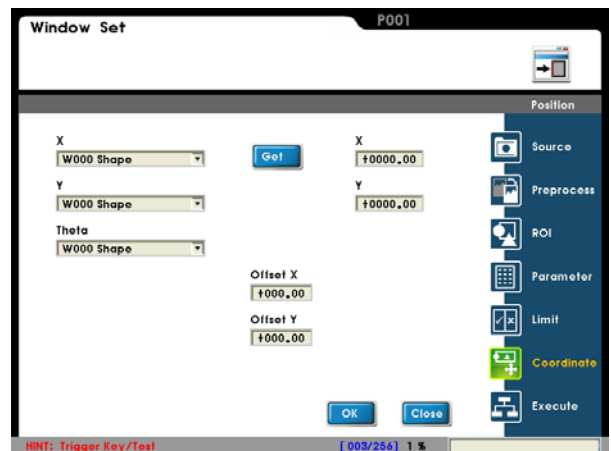 Window Set
P001
Position
X
W000 Shape
Get
X
+0000.00
Y
W000 Shape
Y
+0000.00
Theta
W000 Shape
Offset X
+000.00
Offset Y
+000.00
OK
Close
Source
Preprocess
ROI
Parameter
Limit
Coordinate
Execute
HINT: Trigger Key/Test
[003/256] 1 %